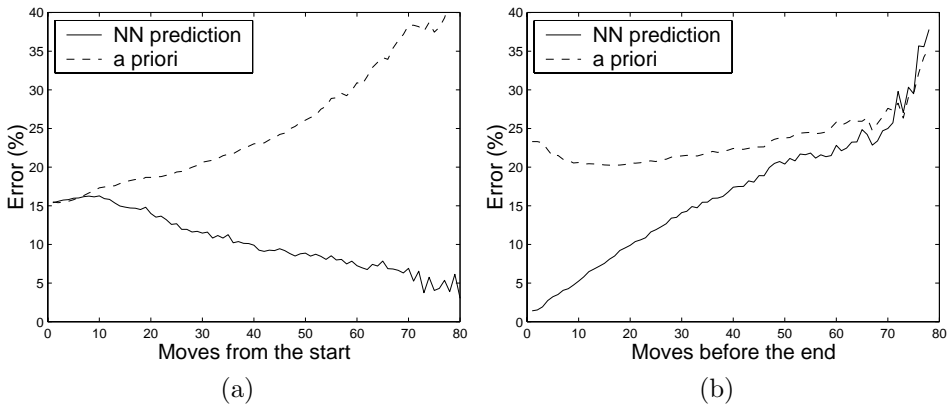 40
35
30
25
20
15
10
5
0
Error (%)
NN prediction
a priori
0 10 20 30 40 50 60 70 80
Moves from the start
(a)
40
35
30
25
20
15
10
5
0
Error (%)
NN prediction
a priori
0 10 20 30 40 50 60 70 80
Moves before the end
(b)